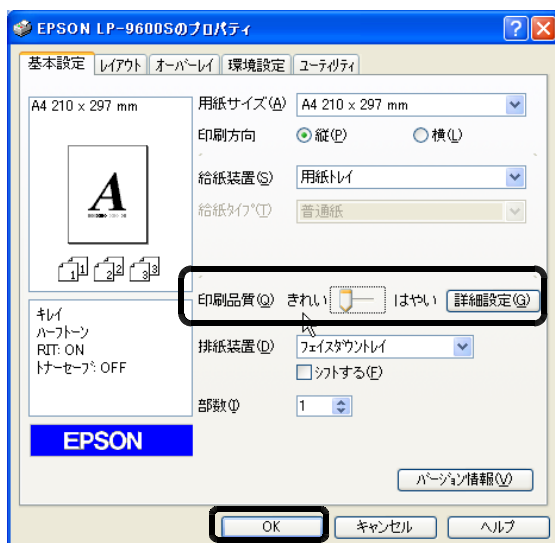 EPSON LP-9600Sのプロパティ
基本設定 レイアウト オーバーレイ 環境設定 ユーティリティ
A4 210 x 297 mm
用紙サイズ(A) A4 210 x 297 mm
印刷方向 縦(P) 横(L)
給紙装置(S) 用紙トレイ
給紙タイプ(T) 普通紙
A
1 1 2 2 3 3
印刷品質(Q) きれい はやい 詳細設定(G)
キレイ
ハーフトーン
RIT: ON
トナーセーブ: OFF
排紙装置(D) フェイスダウントレイ
シフトする(F)
部数(I) 1
EPSON
バージョン情報(V)
OK キャンセル ヘルプ